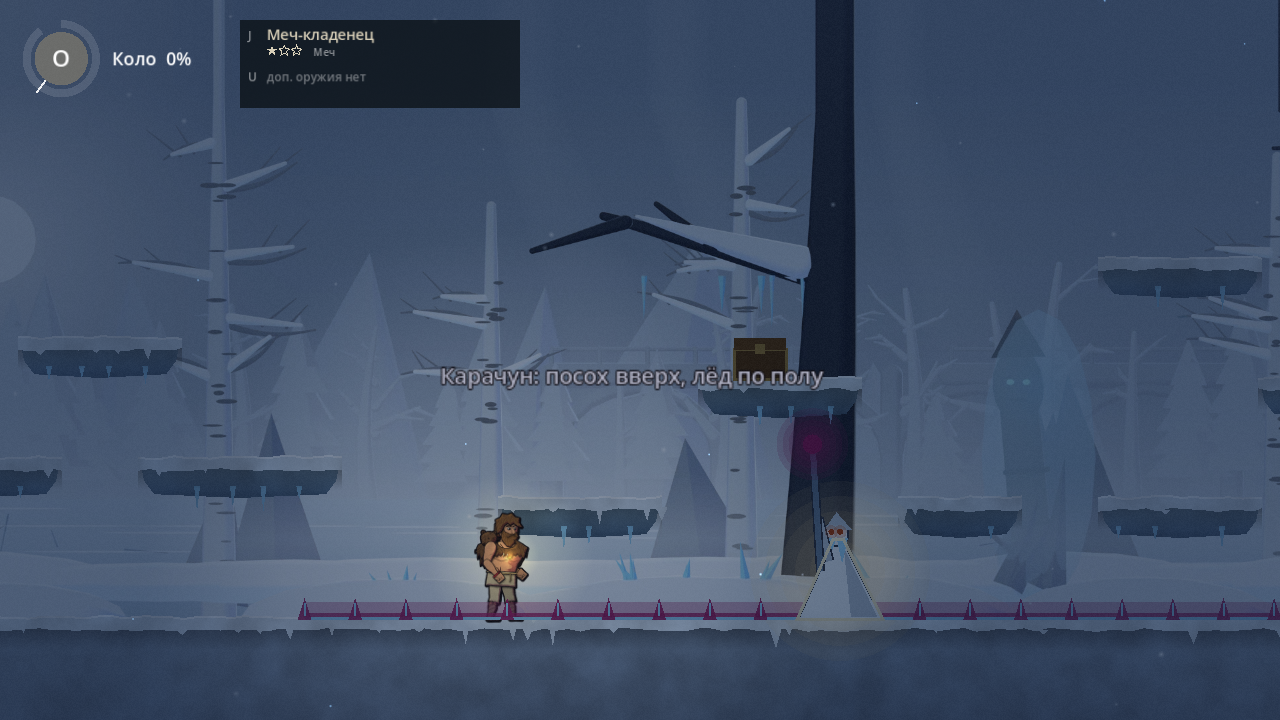 O
Коло 0%
J Меч-кладенец
Меч
U доп. оружия нет
Карачун: посох вверх, лёд по полу